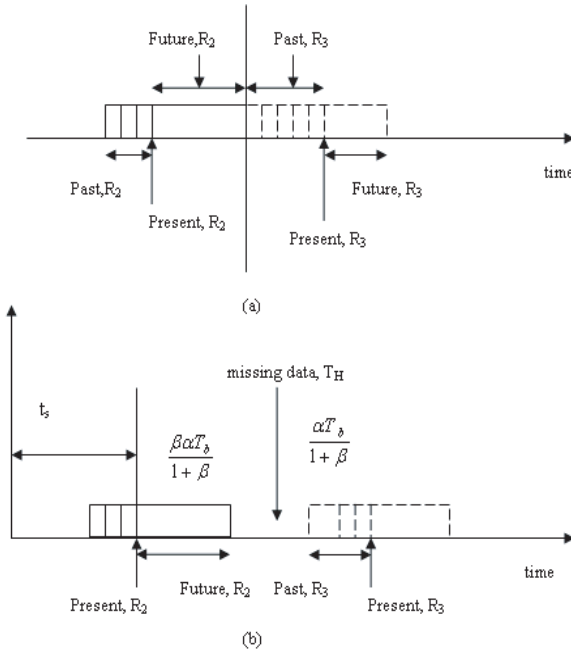 Future,R2 Past, R3
time
Past,R2 Future, R3
Present, R2
Present, R3
(a)
missing data, TH
ts
βαTb / 1 + β αTb / 1 + β
time
Future, R2 Past, R3
Present, R2 Present, R3
(b)